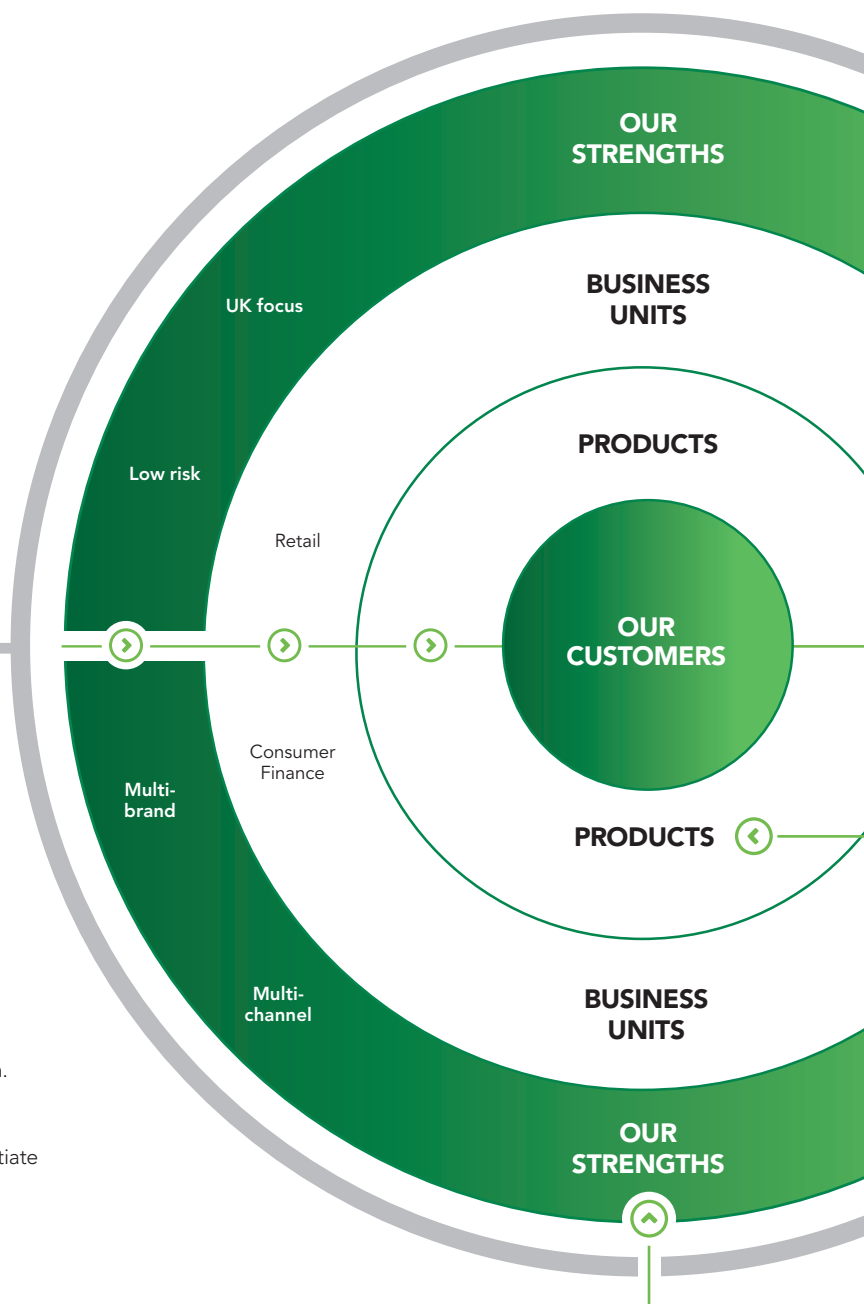 OUR
STRENGTHS
BUSINESS
UNITS
UK focus
PRODUCTS
Low risk
Retail
OUR
CUSTOMERS
Consumer
Finance
Multi-
brand
PRODUCTS
Multi-
channel
BUSINESS
UNITS
OUR
STRENGTHS